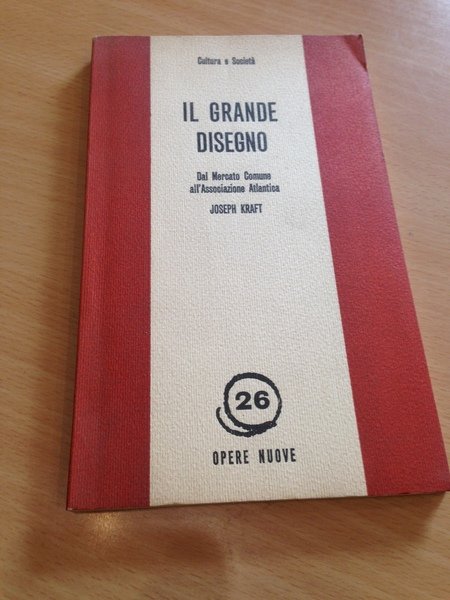 Cultura e Società
IL GRANDE
DISEGNO
Dal Mercato Comune
all'Associazione Atlantica
JOSEPH KRAFT
26
OPERE NUOVE